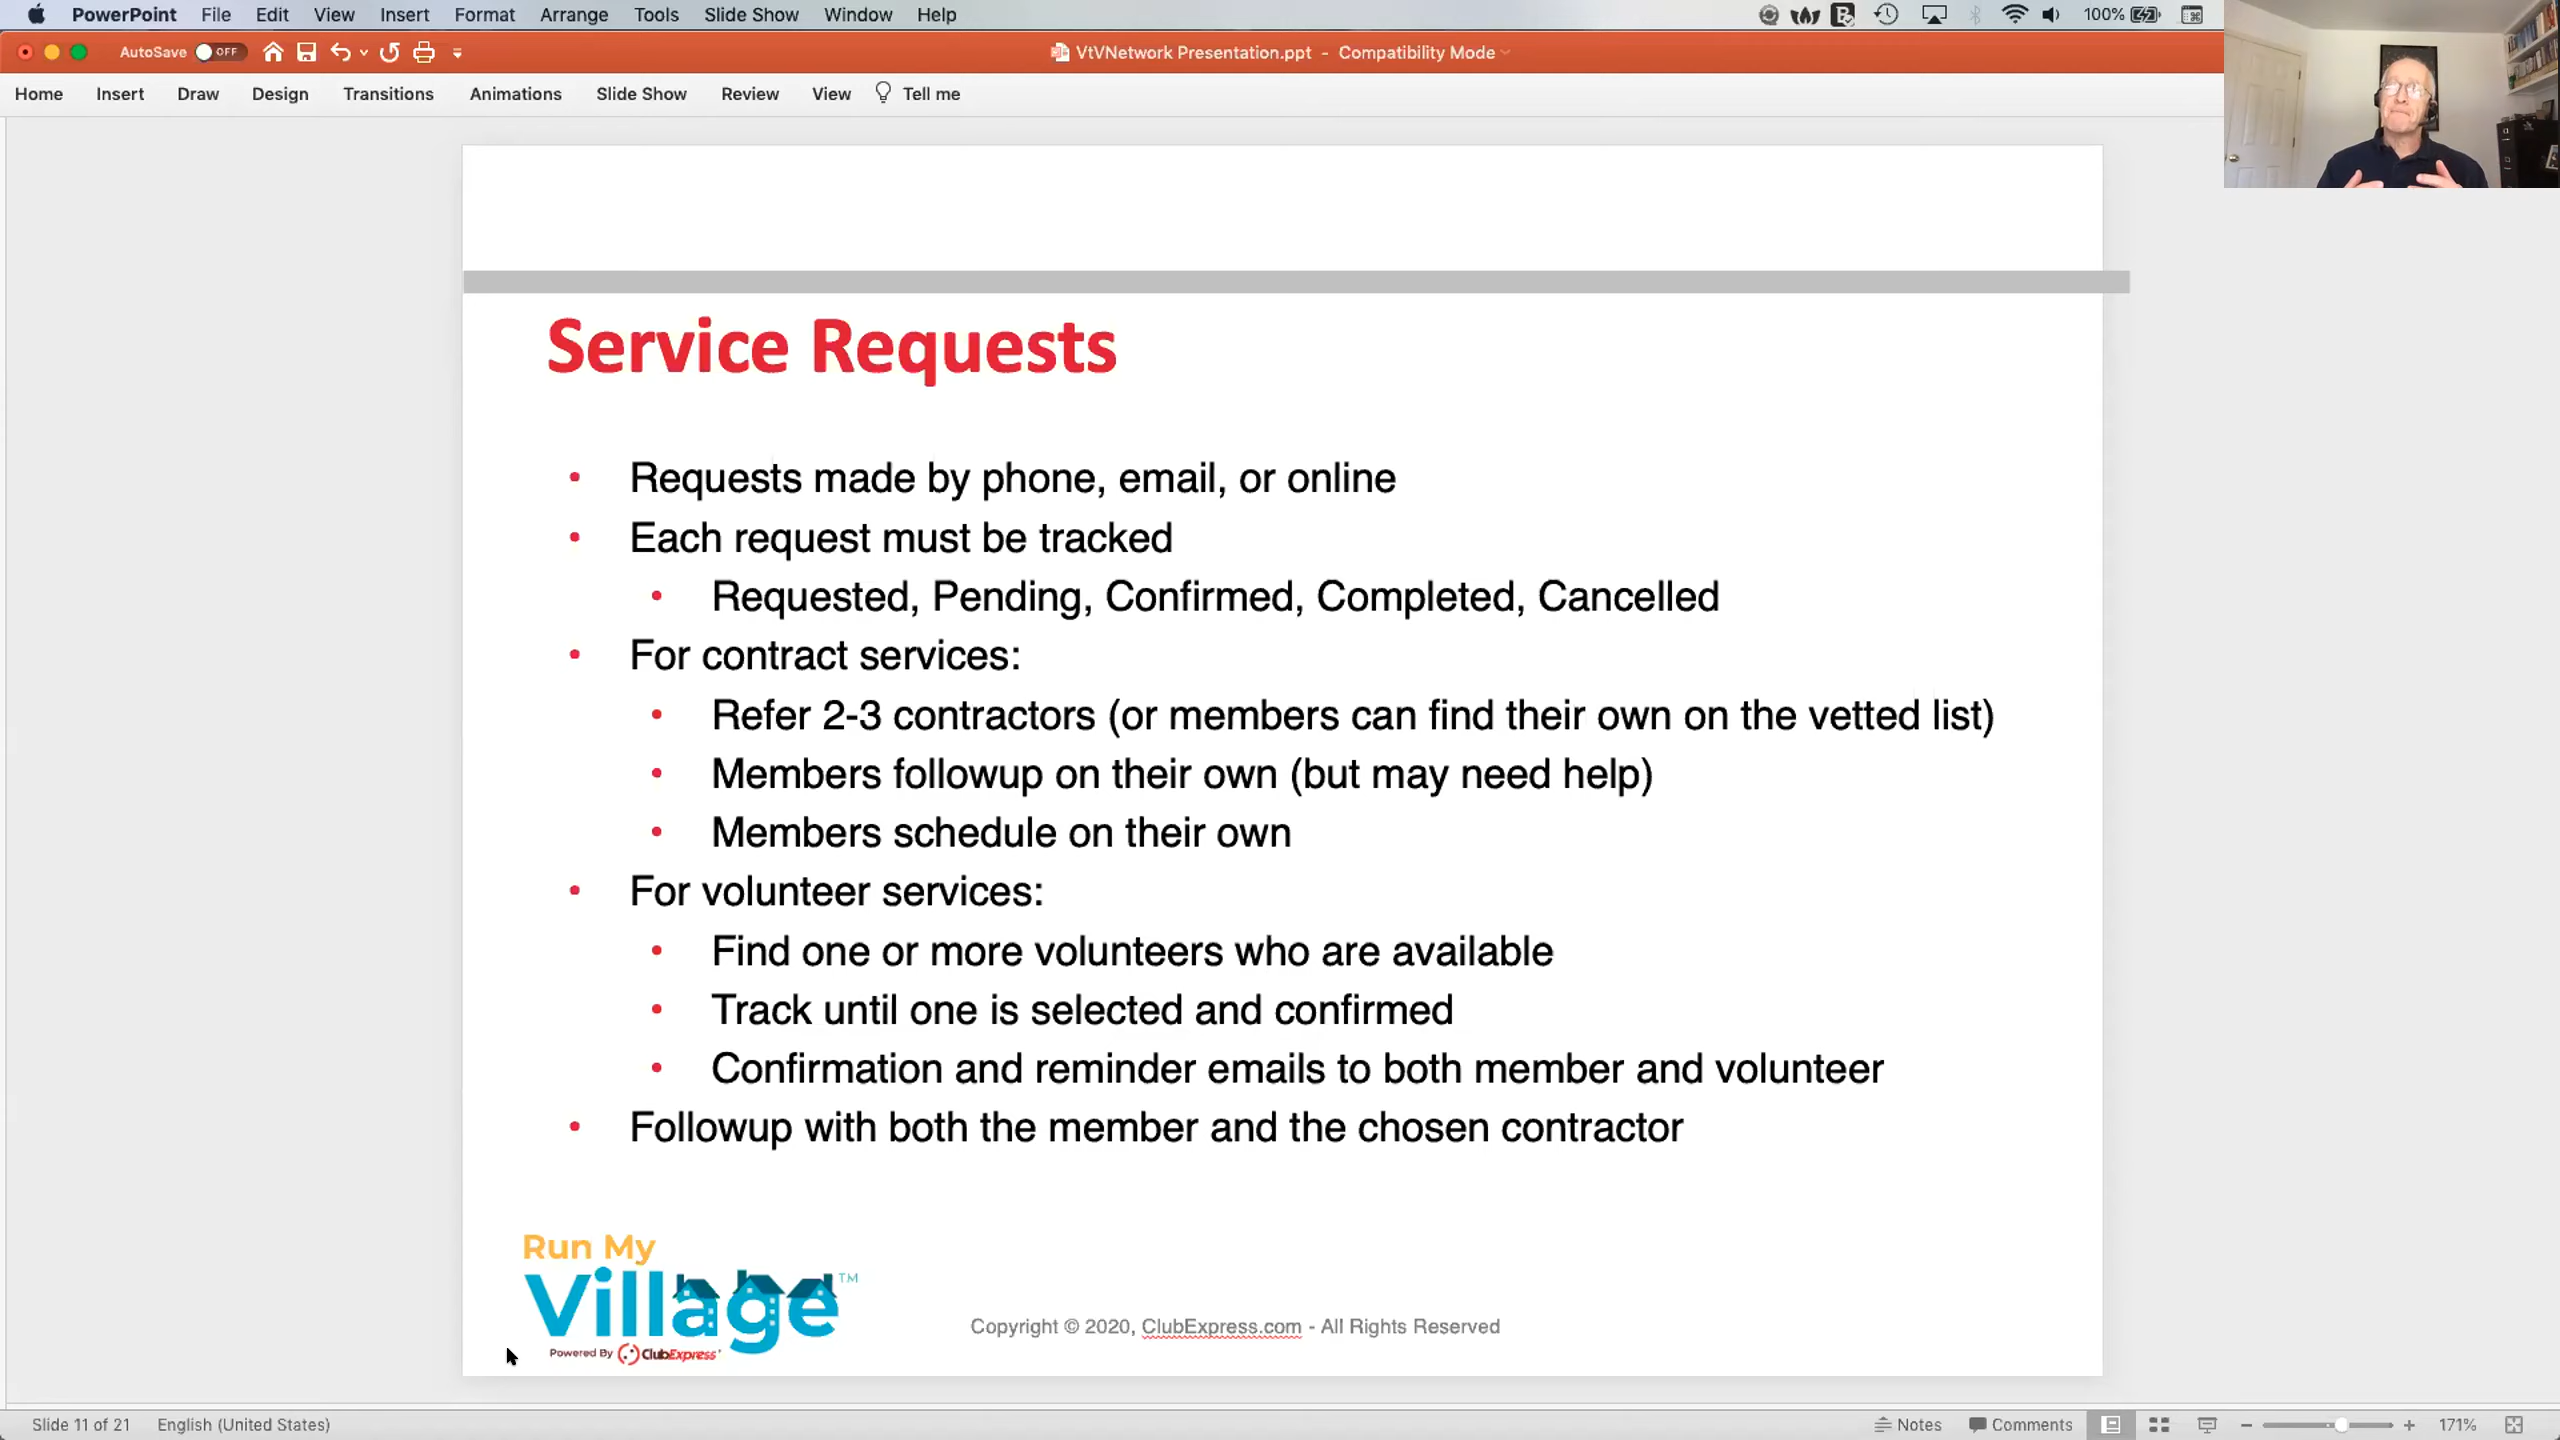 PowerPoint File Edit View Insert Format Arrange Tools Slide Show Window Help 100%
AutoSave OFF VtVNetwork Presentation.ppt - Compatibility Mode
Home Insert Draw Design Transitions Animations Slide Show Review View Tell me
Service Requests
• Requests made by phone, email, or online
• Each request must be tracked
• Requested, Pending, Confirmed, Completed, Cancelled
• For contract services:
• Refer 2-3 contractors (or members can find their own on the vetted list)
• Members followup on their own (but may need help)
• Members schedule on their own
• For volunteer services:
• Find one or more volunteers who are available
• Track until one is selected and confirmed
• Confirmation and reminder emails to both member and volunteer
• Followup with both the member and the chosen contractor
Run My
Village™
Powered By ClubExpress
Copyright © 2020, ClubExpress.com - All Rights Reserved
Slide 11 of 21 English (United States) Notes Comments 171%